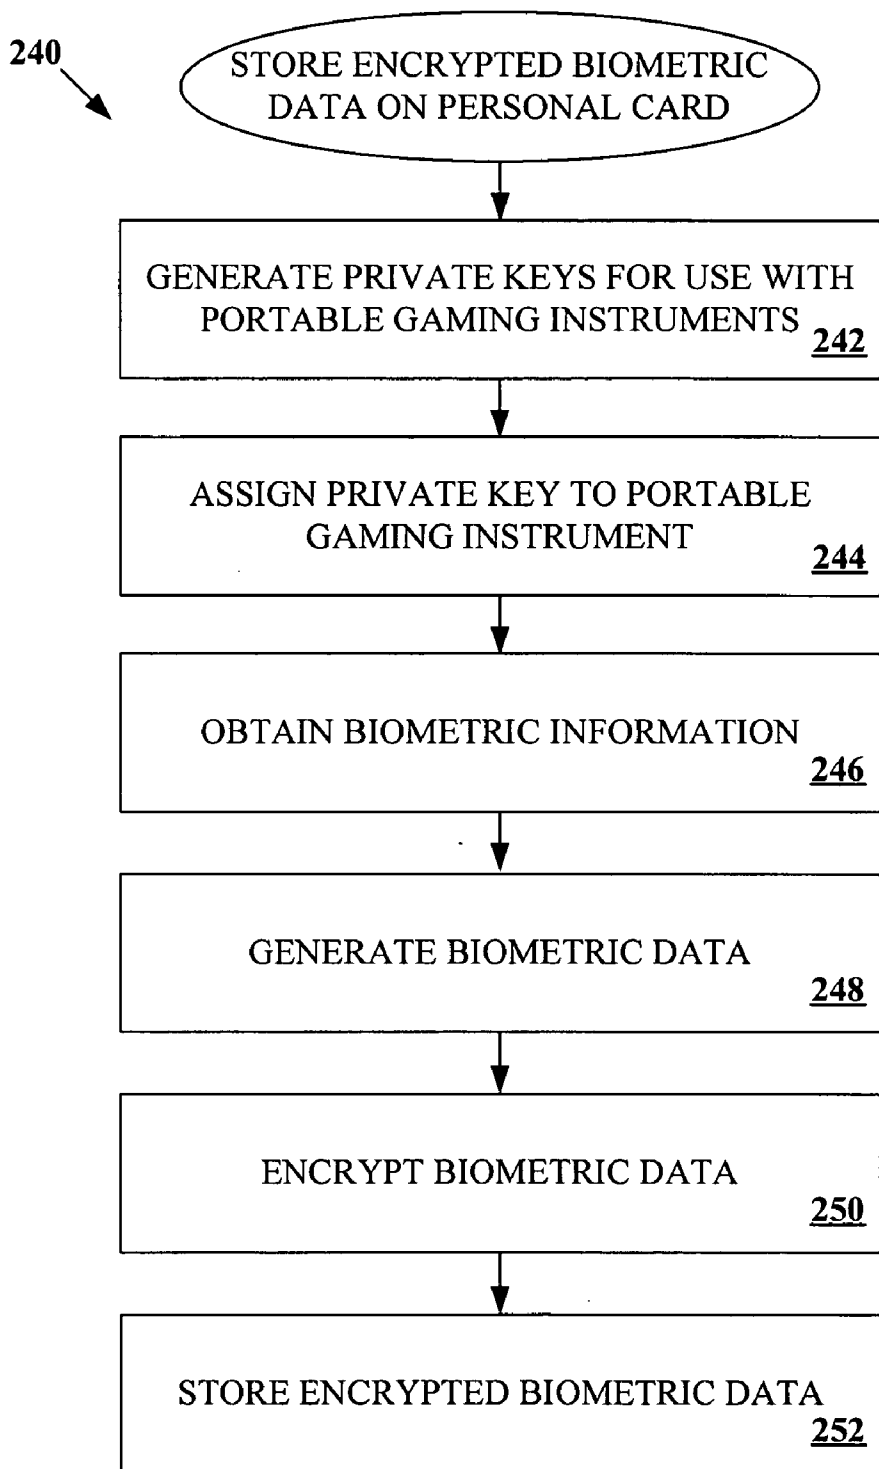 240
STORE ENCRYPTED BIOMETRIC
DATA ON PERSONAL CARD
GENERATE PRIVATE KEYS FOR USE WITH
PORTABLE GAMING INSTRUMENTS
242
ASSIGN PRIVATE KEY TO PORTABLE
GAMING INSTRUMENT
244
OBTAIN BIOMETRIC INFORMATION
246
GENERATE BIOMETRIC DATA
248
ENCRYPT BIOMETRIC DATA
250
STORE ENCRYPTED BIOMETRIC DATA
252